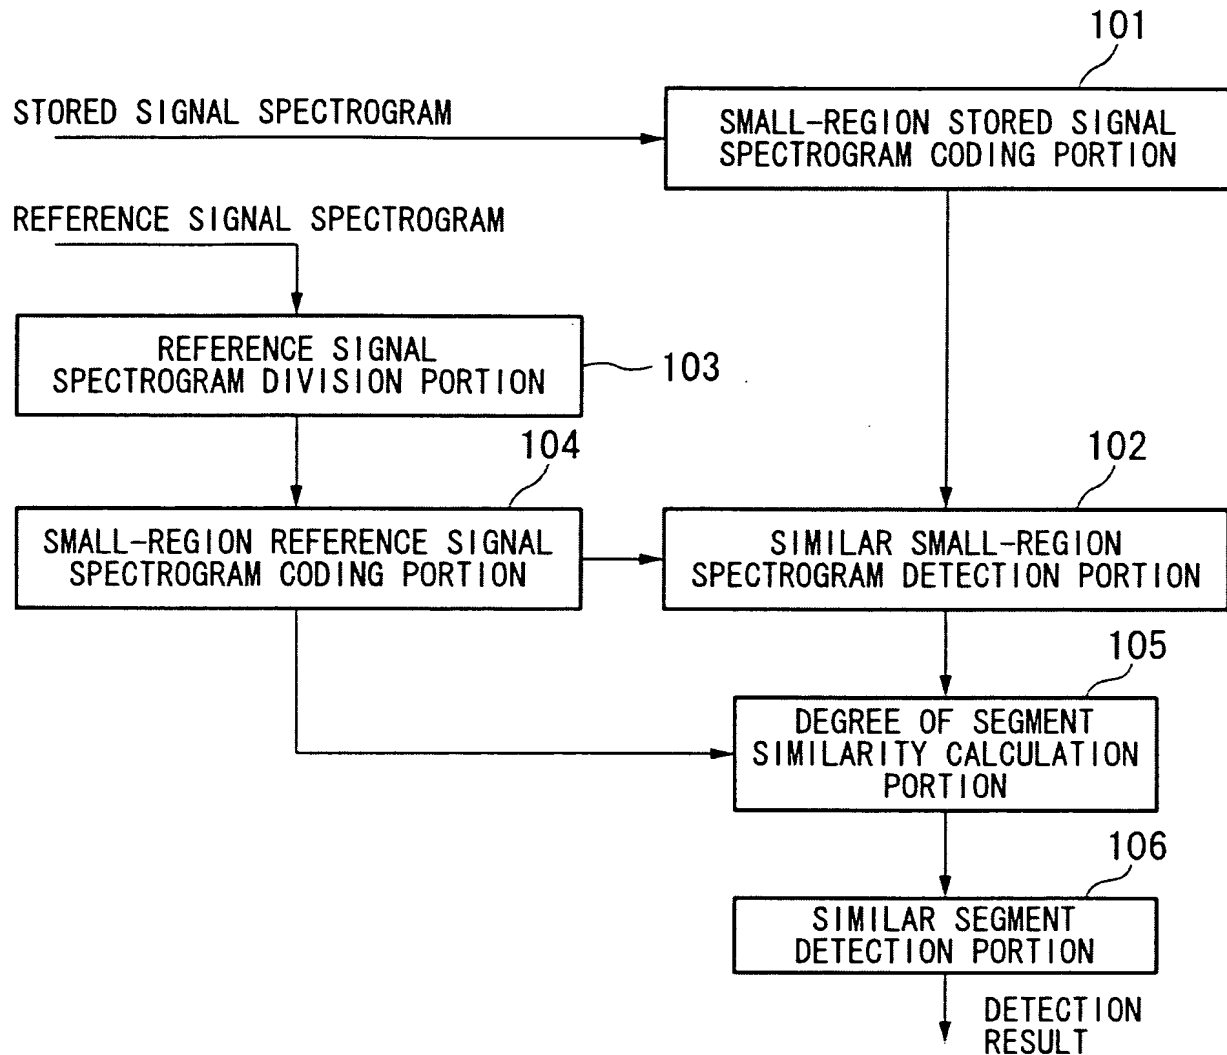 101
STORED SIGNAL SPECTROGRAM
SMALL-REGION STORED SIGNAL
SPECTROGRAM CODING PORTION
REFERENCE SIGNAL SPECTROGRAM
REFERENCE SIGNAL
SPECTROGRAM DIVISION PORTION
103
104
102
SMALL-REGION REFERENCE SIGNAL
SPECTROGRAM CODING PORTION
SIMILAR SMALL-REGION
SPECTROGRAM DETECTION PORTION
105
DEGREE OF SEGMENT
SIMILARITY CALCULATION
PORTION
106
SIMILAR SEGMENT
DETECTION PORTION
DETECTION
RESULT